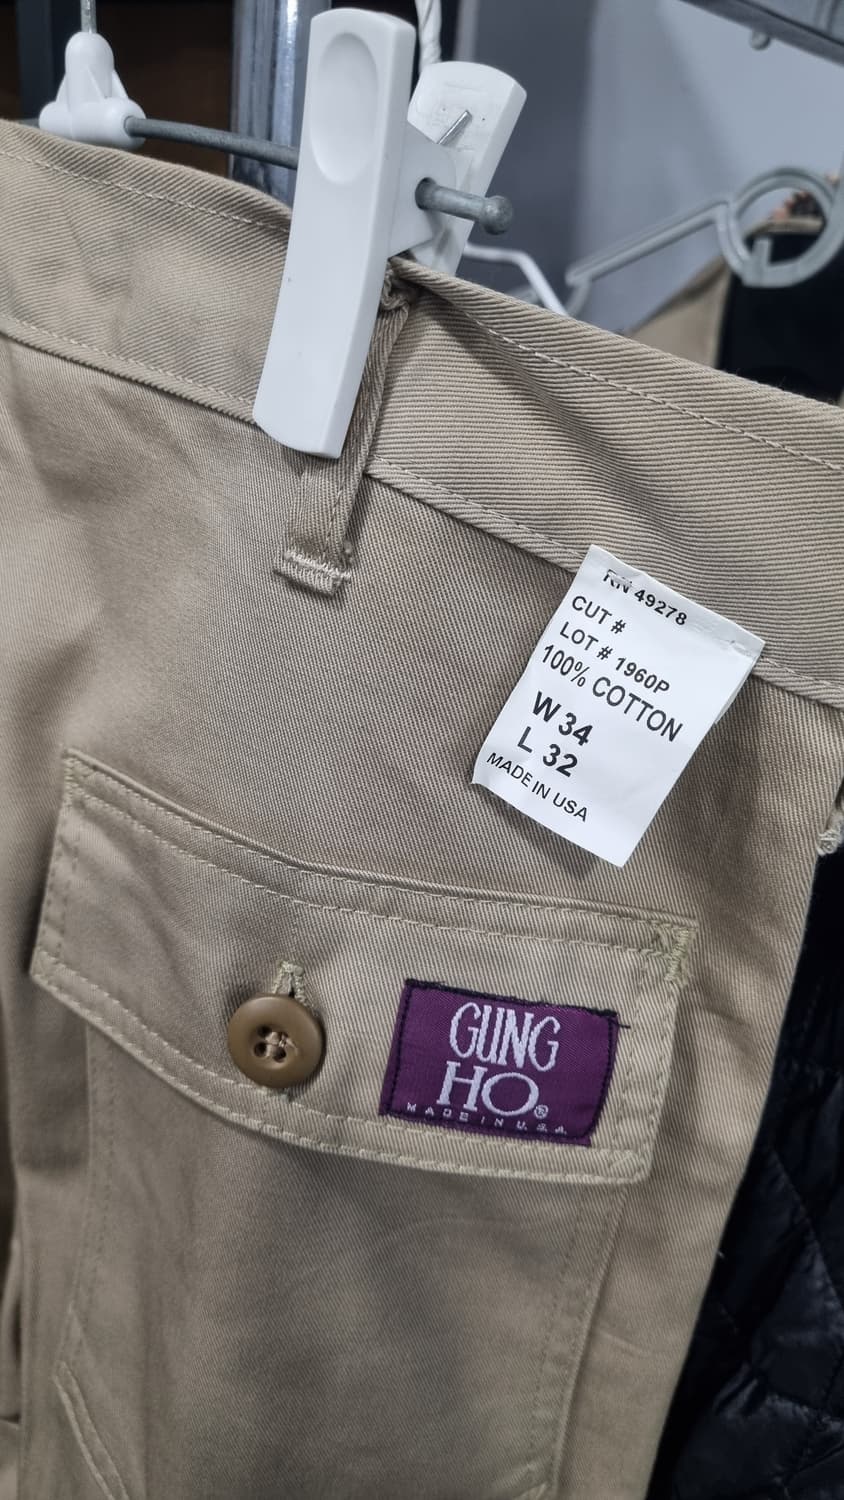 RN 49278
CUT #
LOT # 1960P
100% COTTON
W 34
L 32
MADE IN USA
GUNG
HO®
MADE IN U.S.A.